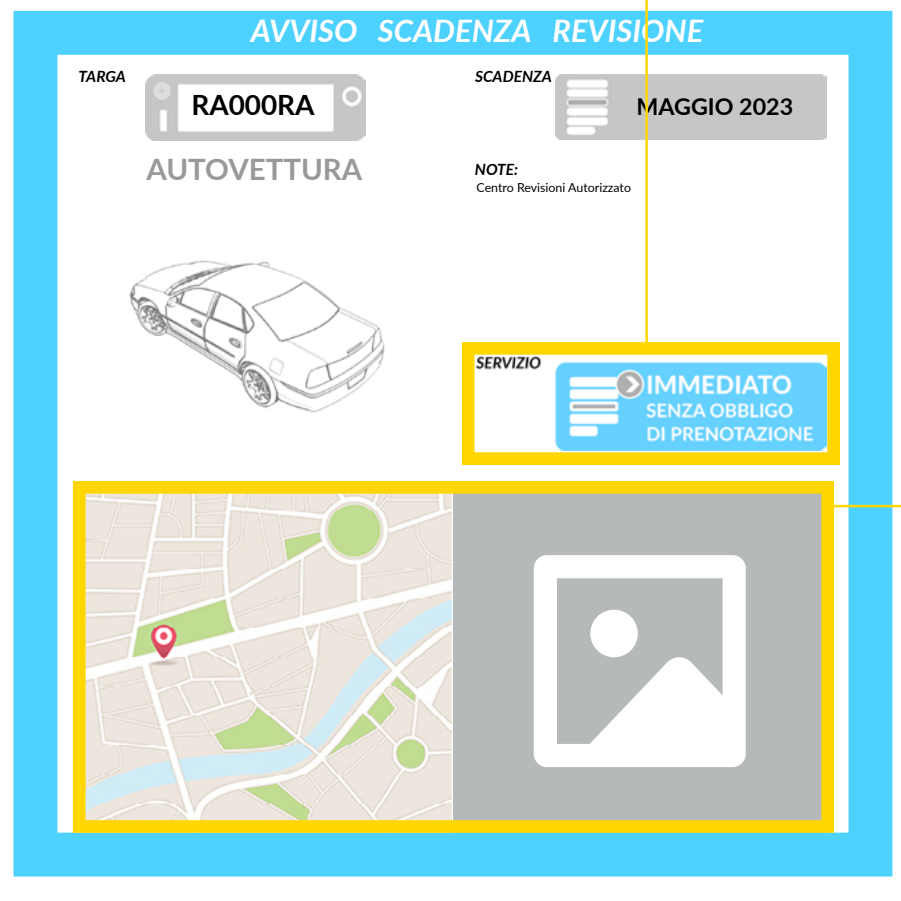 AVVISO SCADENZA REVISIONE
TARGA
RA000RA
AUTOVETTURA
SCADENZA
MAGGIO 2023
NOTE:
Centro Revisioni Autorizzato
SERVIZIO
IMMEDIATO
SENZA OBBLIGO
DI PRENOTAZIONE